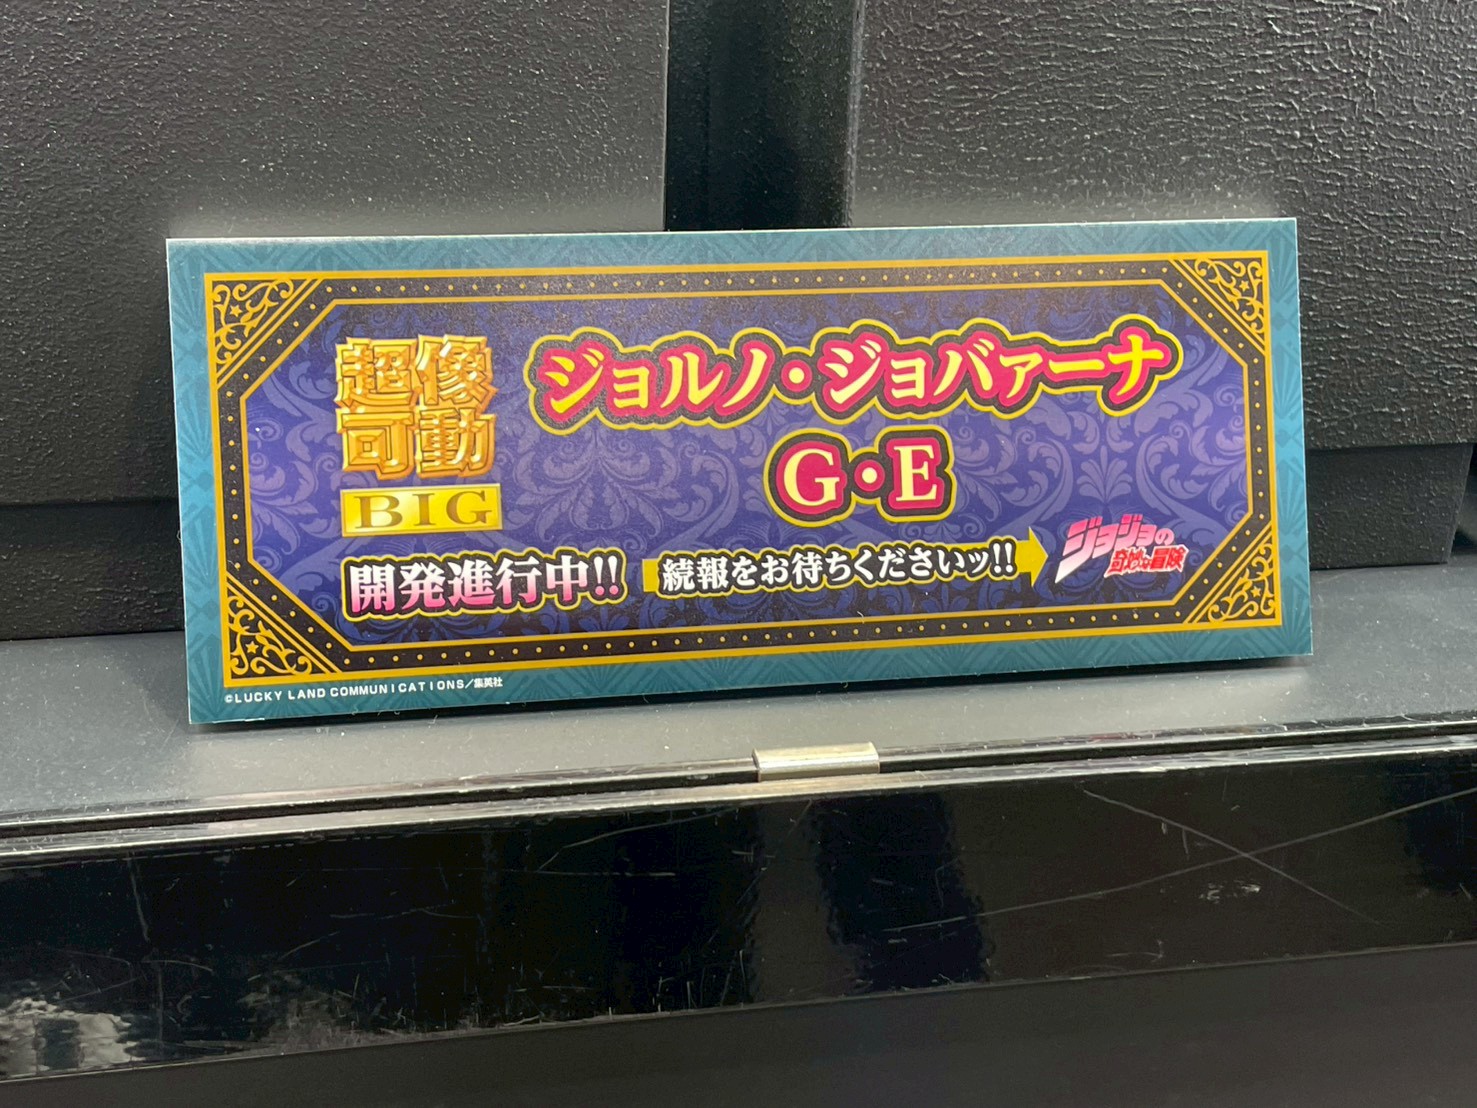 超像
可動
BIG
ジョルノ・ジョバァーナ
G・E
開発進行中!!
続報をお待ちくださいッ!!
ジョジョの
奇妙な冒険
©LUCKY LAND COMMUNICATIONS/集英社